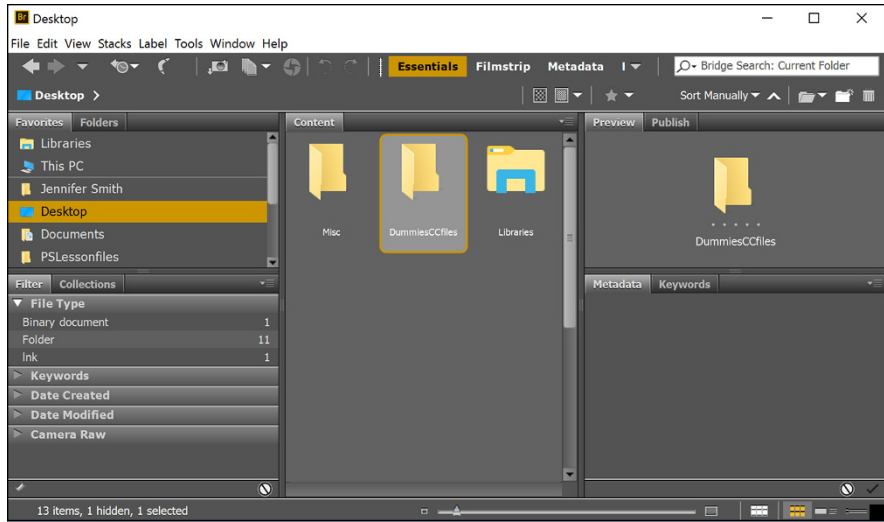 Br Desktop
File Edit View Stacks Label Tools Window Help
Essentials Filmstrip Metadata Bridge Search: Current Folder
Desktop Sort Manually
Favorites Folders
Libraries
This PC
Jennifer Smith
Desktop
Documents
PSLessonfiles
Filter Collections
File Type
Binary document 1
Folder 11
lnk 1
Keywords
Date Created
Date Modified
Camera Raw
Content
Misc DummiesCCfiles Libraries
Preview Publish
DummiesCCfiles
Metadata Keywords
13 items, 1 hidden, 1 selected